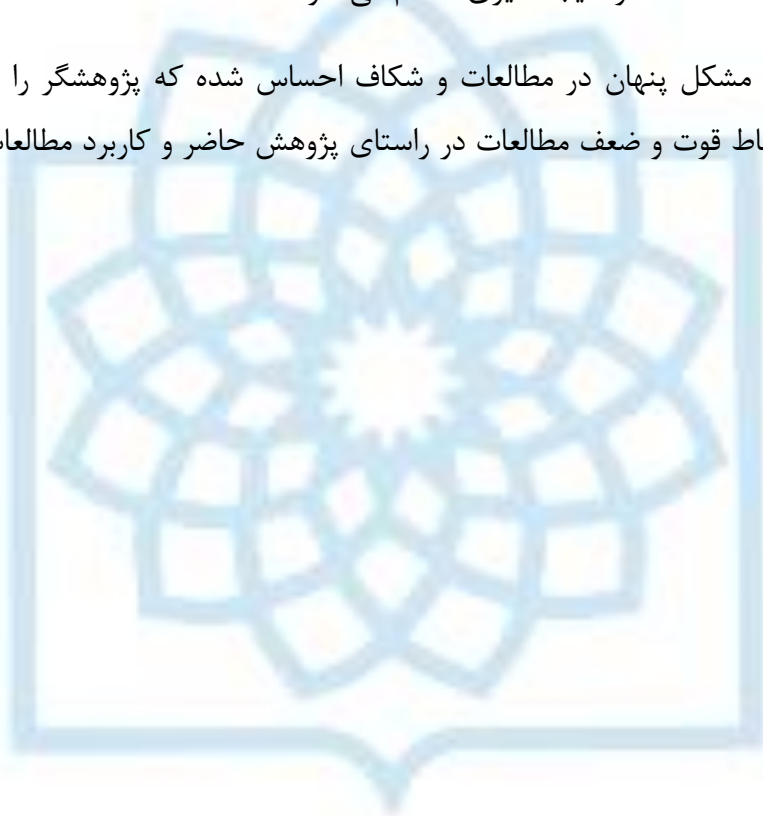 مشکل پنهان در مطالعات و شکاف احساس شده که پژوهشگر را
قوت و ضعف مطالعات در راستای پژوهش حاضر و کاربرد